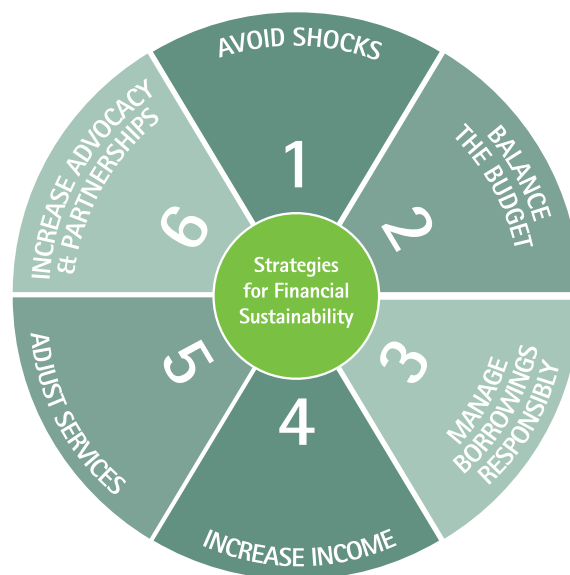 Strategies
for Financial
Sustainability
AVOID SHOCKS
1
BALANCE
THE BUDGET
2
MANAGE
BORROWINGS
RESPONSIBLY
3
INCREASE INCOME
4
ADJUST SERVICES
5
INCREASE ADVOCACY
& PARTNERSHIPS
6